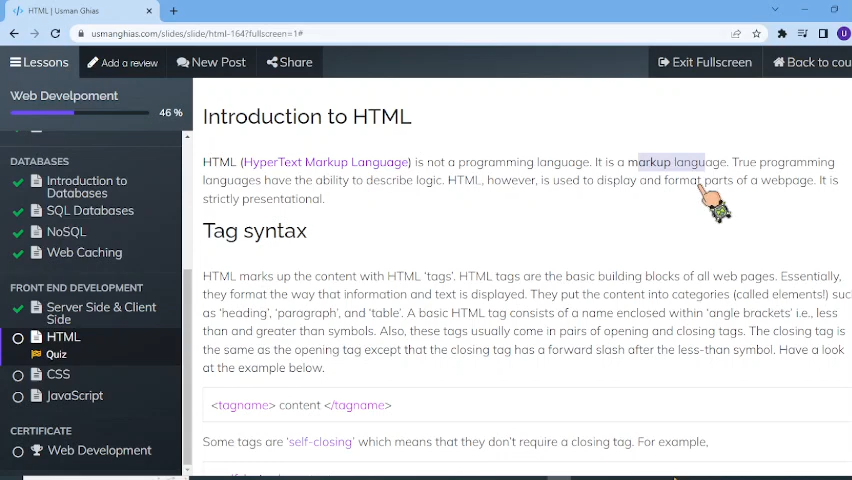 HTML | Usman Ghias
usmanghias.com/slides/slide/html-164?fullscreen=1#
Lessons
Add a review
New Post
Share
Exit Fullscreen
Back to cou
Web Develpoment
46 %
DATABASES
Introduction to
Databases
SQL Databases
NoSQL
Web Caching
FRONT END DEVELOPMENT
Server Side & Client
Side
HTML
Quiz
CSS
JavaScript
CERTIFICATE
Web Development
Introduction to HTML
HTML (HyperText Markup Language) is not a programming language. It is a markup language. True programming
languages have the ability to describe logic. HTML, however, is used to display and format parts of a webpage. It is
strictly presentational.
Tag syntax
HTML marks up the content with HTML ‘tags’. HTML tags are the basic building blocks of all web pages. Essentially,
they format the way that information and text is displayed. They put the content into categories (called elements!) such
as ‘heading’, ‘paragraph’, and ‘table’. A basic HTML tag consists of a name enclosed within ‘angle brackets’ i.e., less
than and greater than symbols. Also, these tags usually come in pairs of opening and closing tags. The closing tag is
the same as the opening tag except that the closing tag has a forward slash after the less-than symbol. Have a look
at the example below.
<tagname> content </tagname>
Some tags are ‘self-closing’ which means that they don’t require a closing tag. For example,